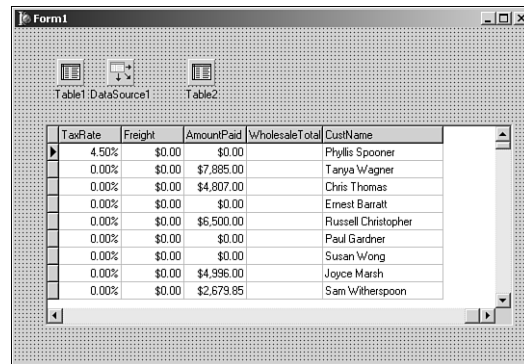 Form1
Table1 DataSource1 Table2
TaxRate Freight AmountPaid WholesaleTotal CustName
4.50% $0.00 $0.00 Phyllis Spooner
0.00% $0.00 $7,885.00 Tanya Wagner
0.00% $0.00 $4,807.00 Chris Thomas
0.00% $0.00 $0.00 Ernest Barratt
0.00% $0.00 $6,500.00 Russell Christopher
0.00% $0.00 $0.00 Paul Gardner
0.00% $0.00 $0.00 Susan Wong
0.00% $0.00 $4,996.00 Joyce Marsh
0.00% $0.00 $2,679.85 Sam Witherspoon